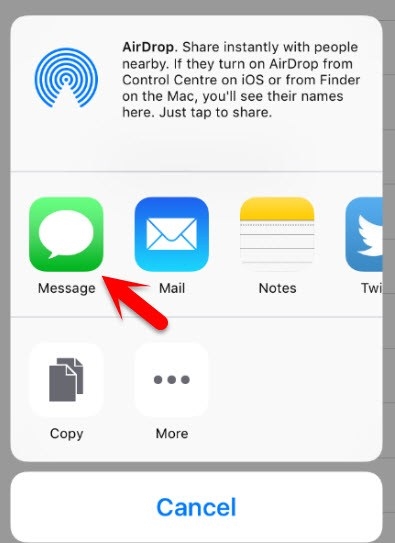 AirDrop. Share instantly with people
nearby. If they turn on AirDrop from
Control Centre on iOS or from Finder
on the Mac, you'll see their names
here. Just tap to share.
Message Mail Notes Twi
Copy More
Cancel